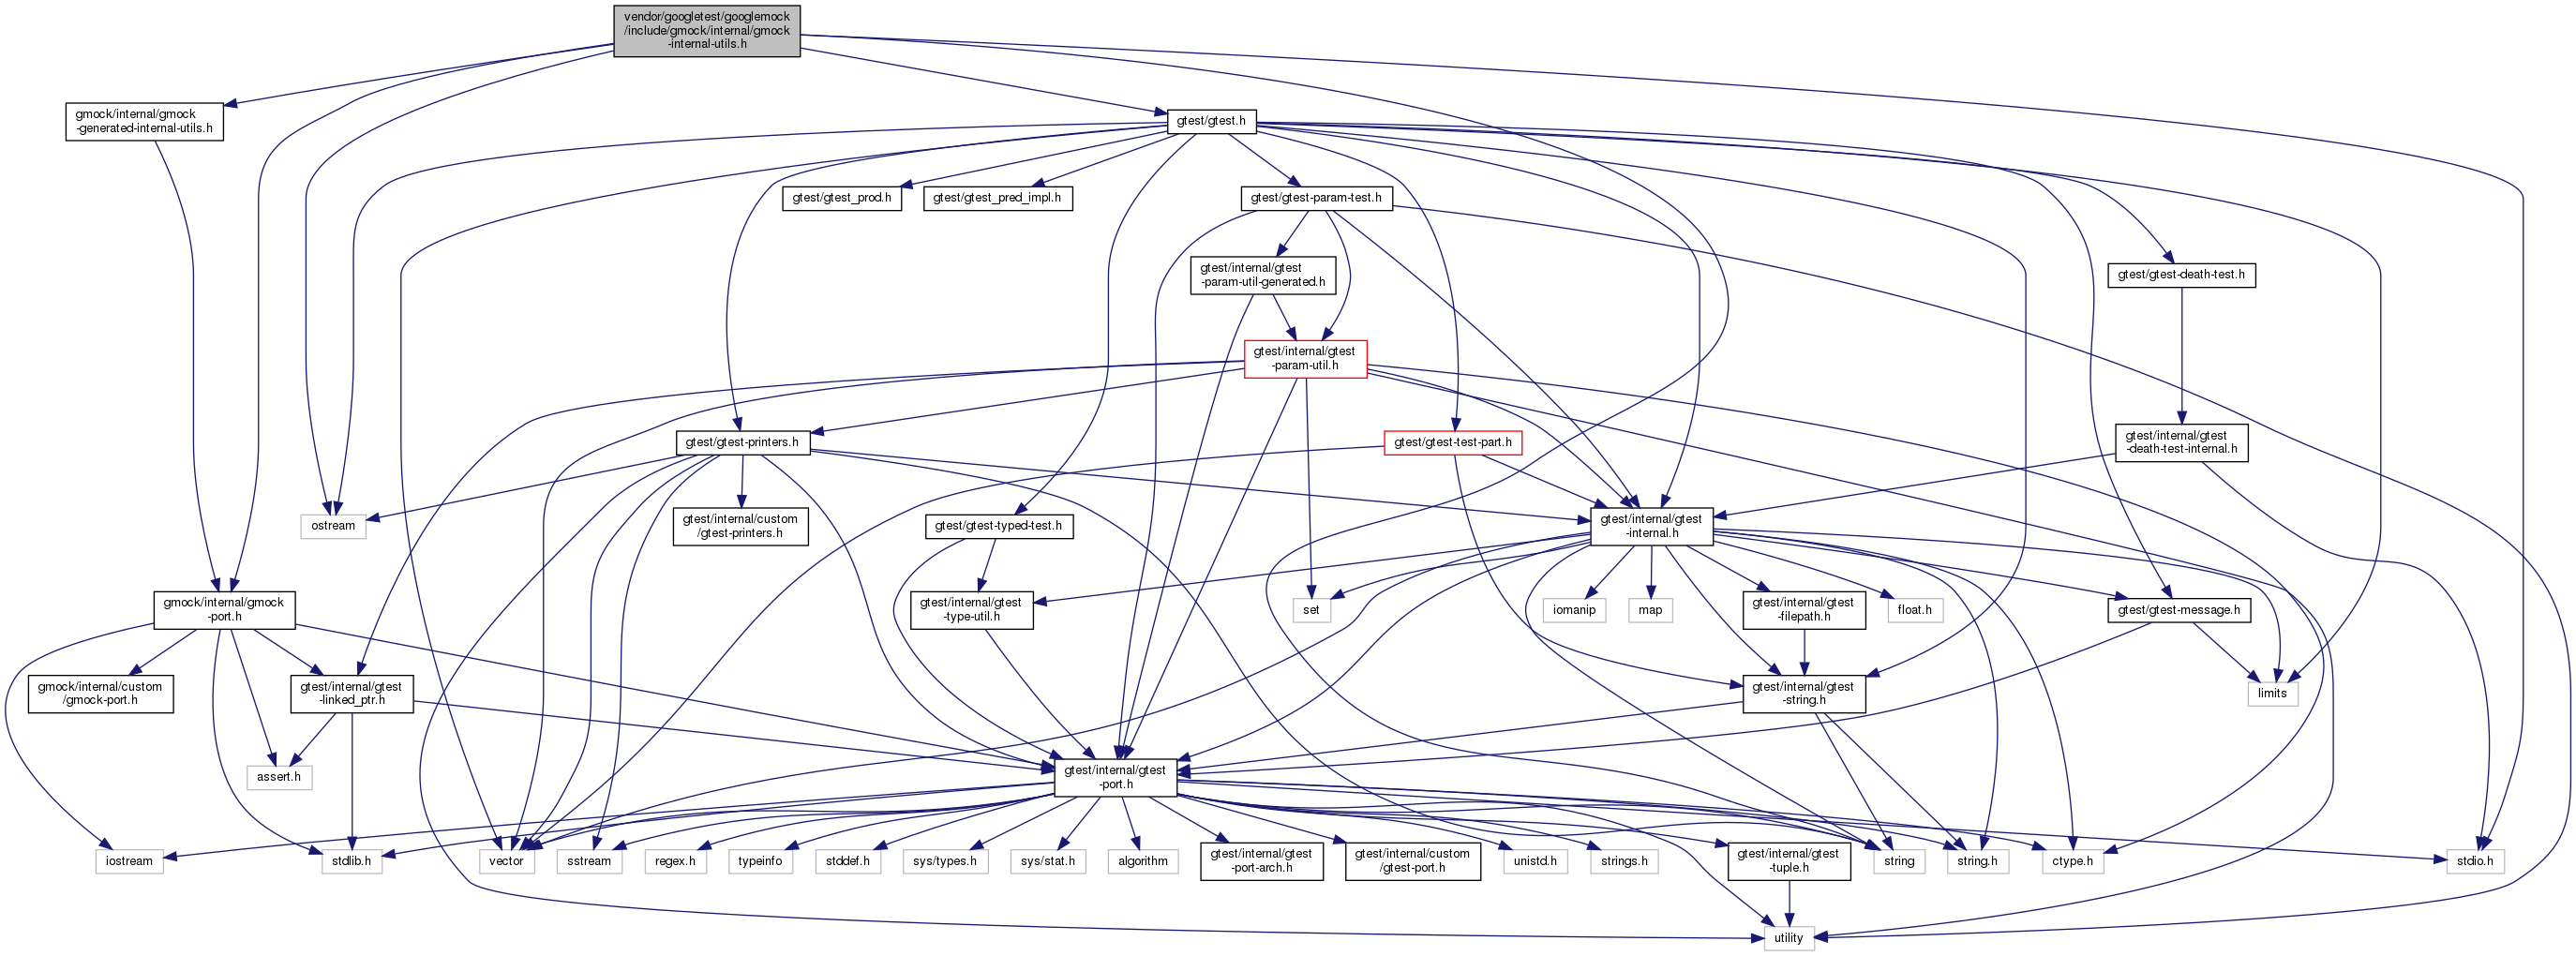 vendor/googletest/googlemock
/include/gmock/internal/gmock
-internal-utils.h
gmock/internal/gmock
-generated-internal-utils.h
gtest/gtest.h
gtest/gtest_prod.h
gtest/gtest_pred_impl.h
gtest/gtest-param-test.h
gtest/internal/gtest
-param-util-generated.h
gtest/gtest-death-test.h
gtest/internal/gtest
-param-util.h
gtest/gtest-printers.h
gtest/gtest-test-part.h
gtest/internal/gtest
-death-test-internal.h
ostream
gtest/internal/custom
/gtest-printers.h
gtest/gtest-typed-test.h
gtest/internal/gtest
-internal.h
gmock/internal/gmock
-port.h
gtest/internal/gtest
-type-util.h
set
iomanip
map
gtest/internal/gtest
-filepath.h
float.h
gtest/gtest-message.h
gmock/internal/custom
/gmock-port.h
gtest/internal/gtest
-linked_ptr.h
gtest/internal/gtest
-string.h
limits
assert.h
gtest/internal/gtest
-port.h
iostream
stdlib.h
vector
sstream
regex.h
typeinfo
stddef.h
sys/types.h
sys/stat.h
algorithm
gtest/internal/gtest
-port-arch.h
gtest/internal/custom
/gtest-port.h
unistd.h
strings.h
gtest/internal/gtest
-tuple.h
string
string.h
ctype.h
stdio.h
utility